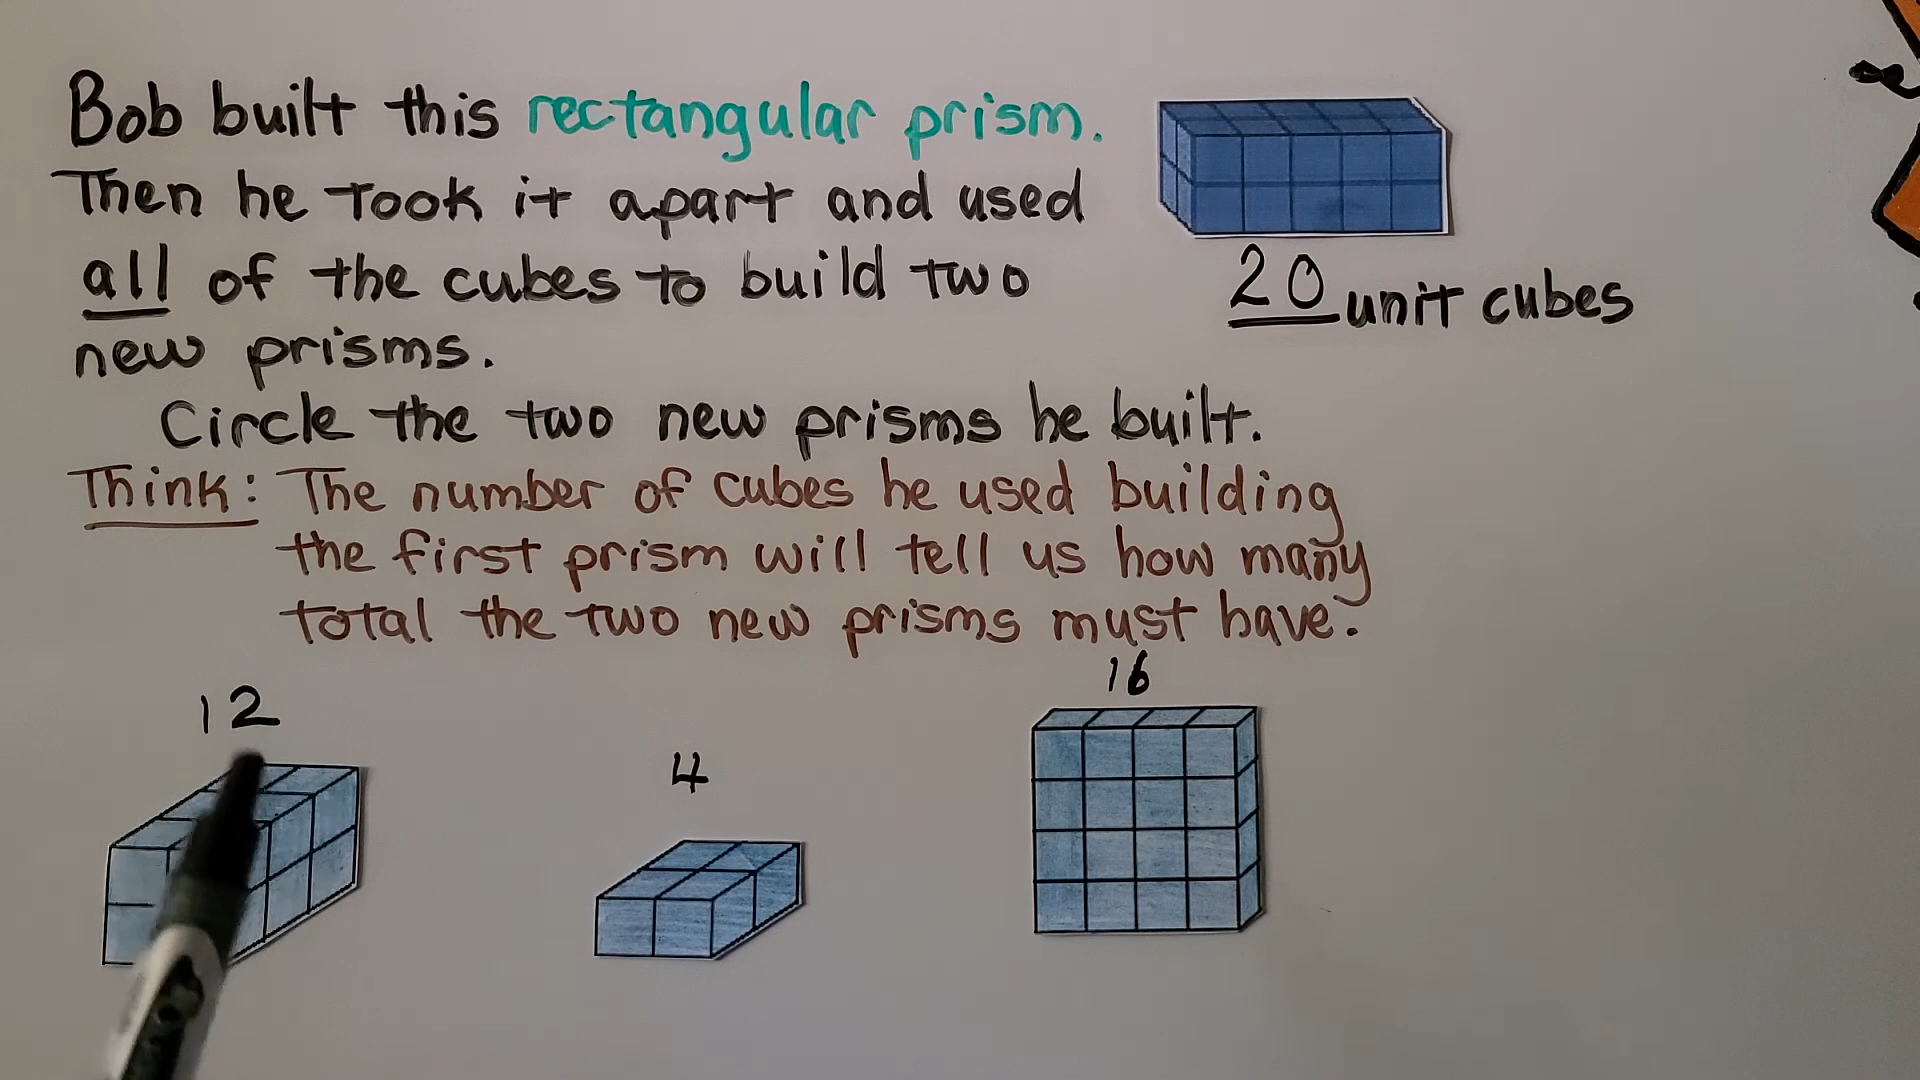 Bob built this rectangular prism.
Then he took it apart and used
all of the cubes to build two
20 unit cubes
new prisms.
Circle the two new prisms he built.
Think: The number of cubes he used building
the first prism will tell us how many
total the two new prisms must have.
12
4
16